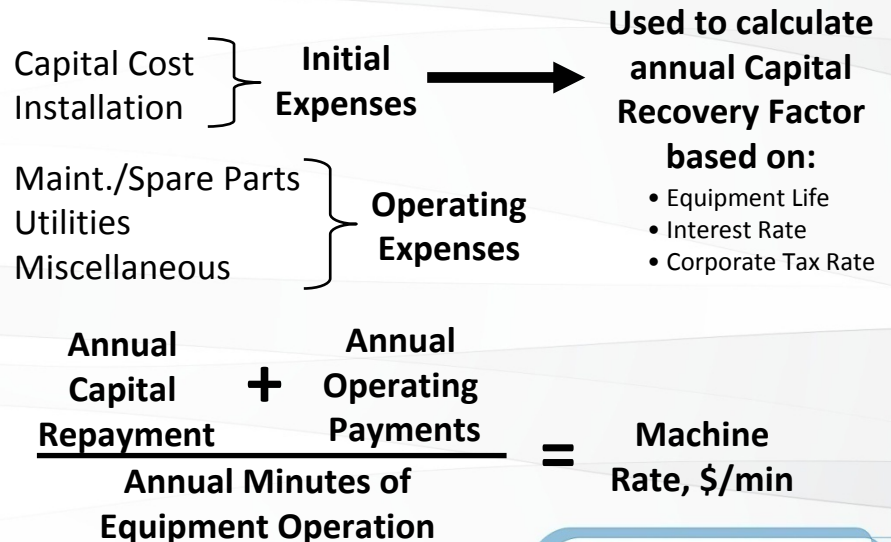 Capital Cost
Installation
Initial
Expenses
Used to calculate
annual Capital
Recovery Factor
based on:
• Equipment Life
• Interest Rate
• Corporate Tax Rate
Maint./Spare Parts
Utilities
Miscellaneous
Operating
Expenses
Annual
Capital
Repayment
+
Annual
Operating
Payments
Annual Minutes of
Equipment Operation
=
Machine
Rate, $/min